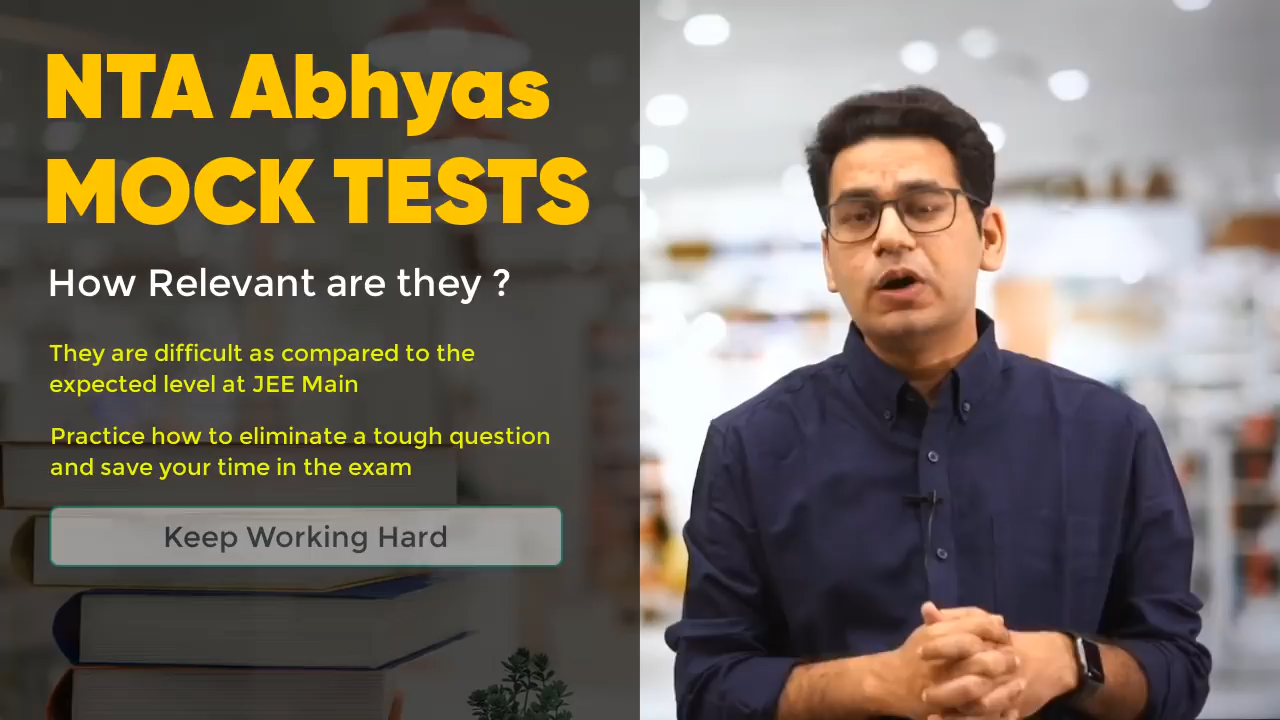 NTA Abhyas
MOCK TESTS
How Relevant are they ?
They are difficult as compared to the
expected level at JEE Main
Practice how to eliminate a tough question
and save your time in the exam
Keep Working Hard